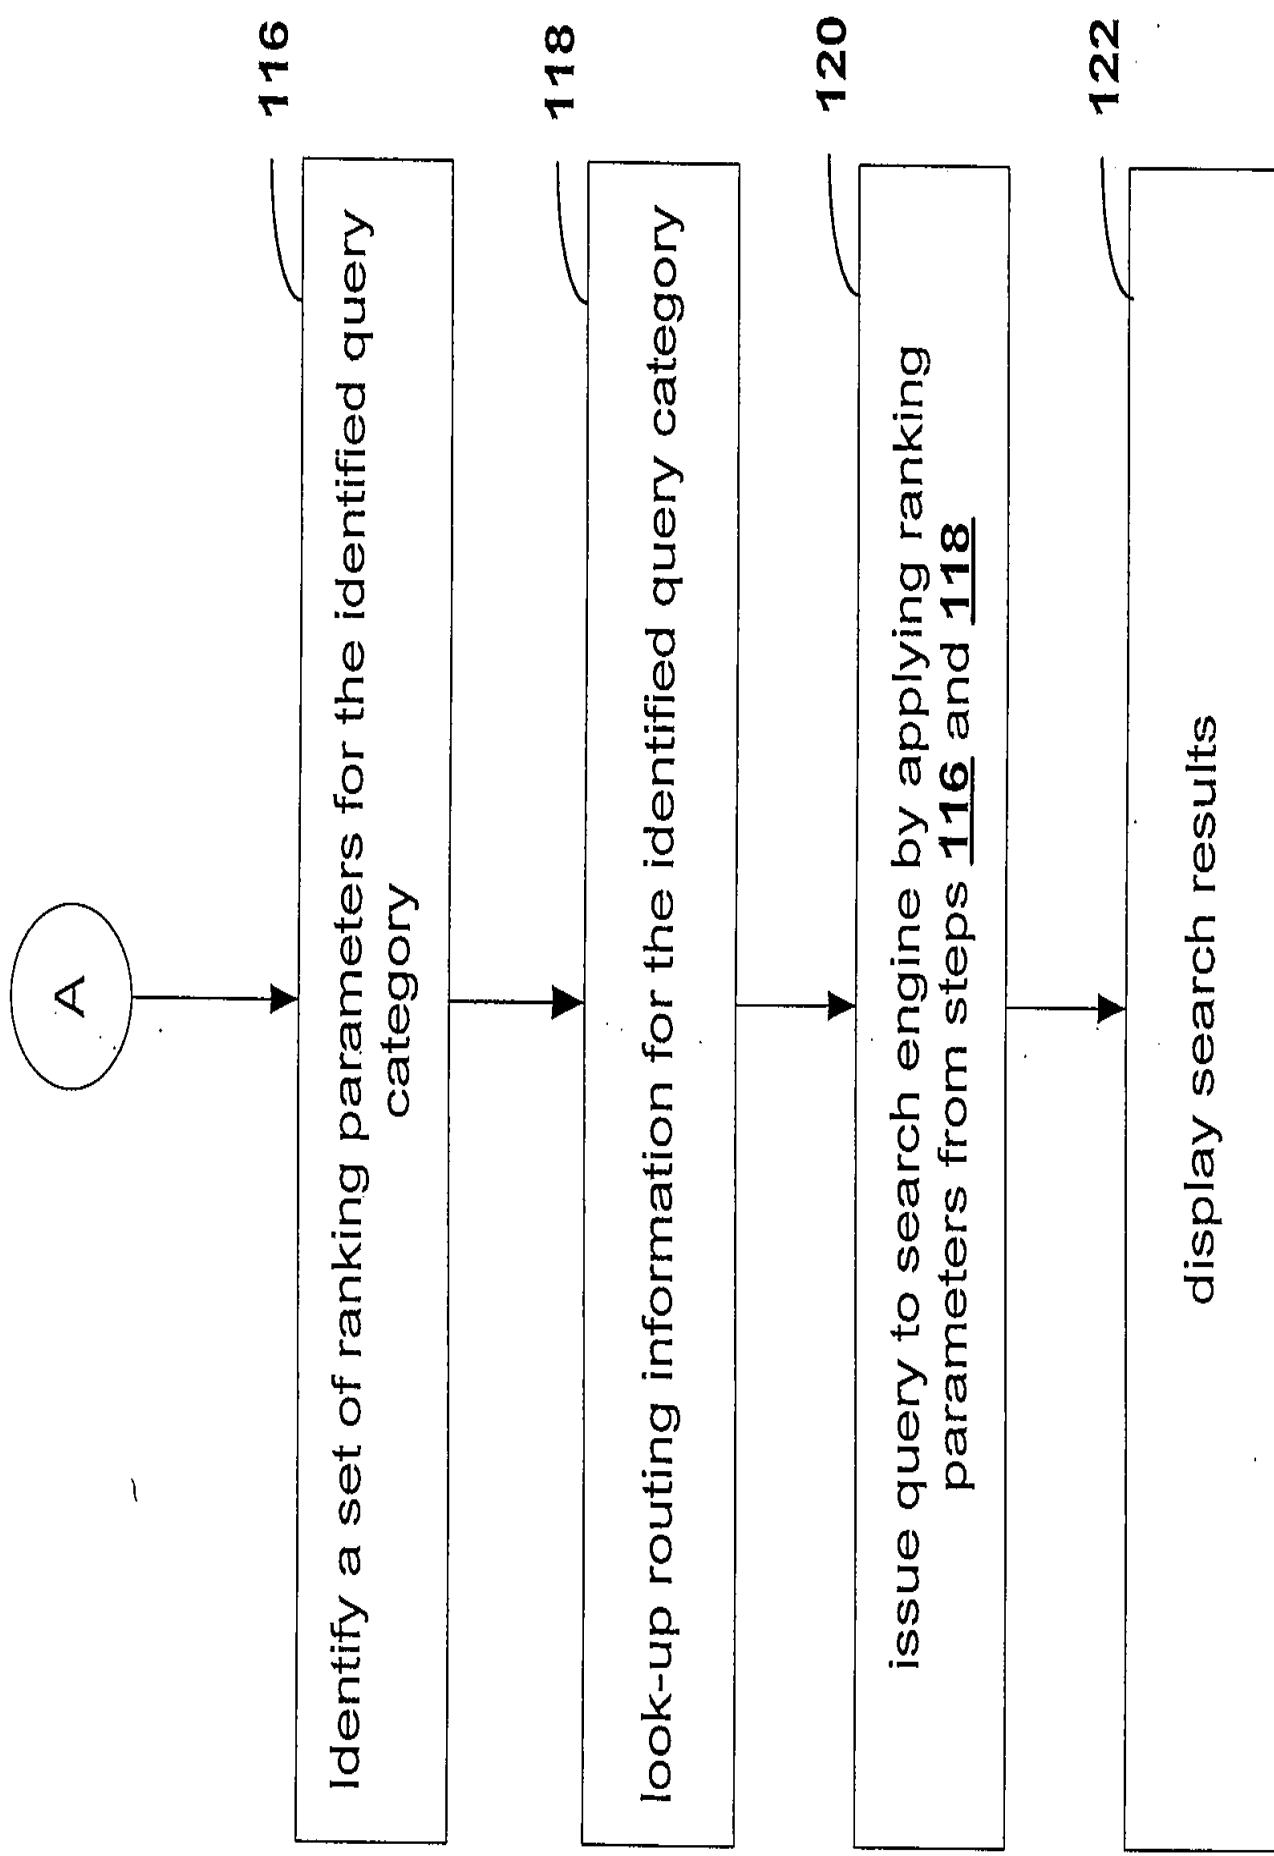 A
116
Identify a set of ranking parameters for the identified query
category
118
look-up routing information for the identified query category
120
issue query to search engine by applying ranking
parameters from steps 116 and 118
122
display search results